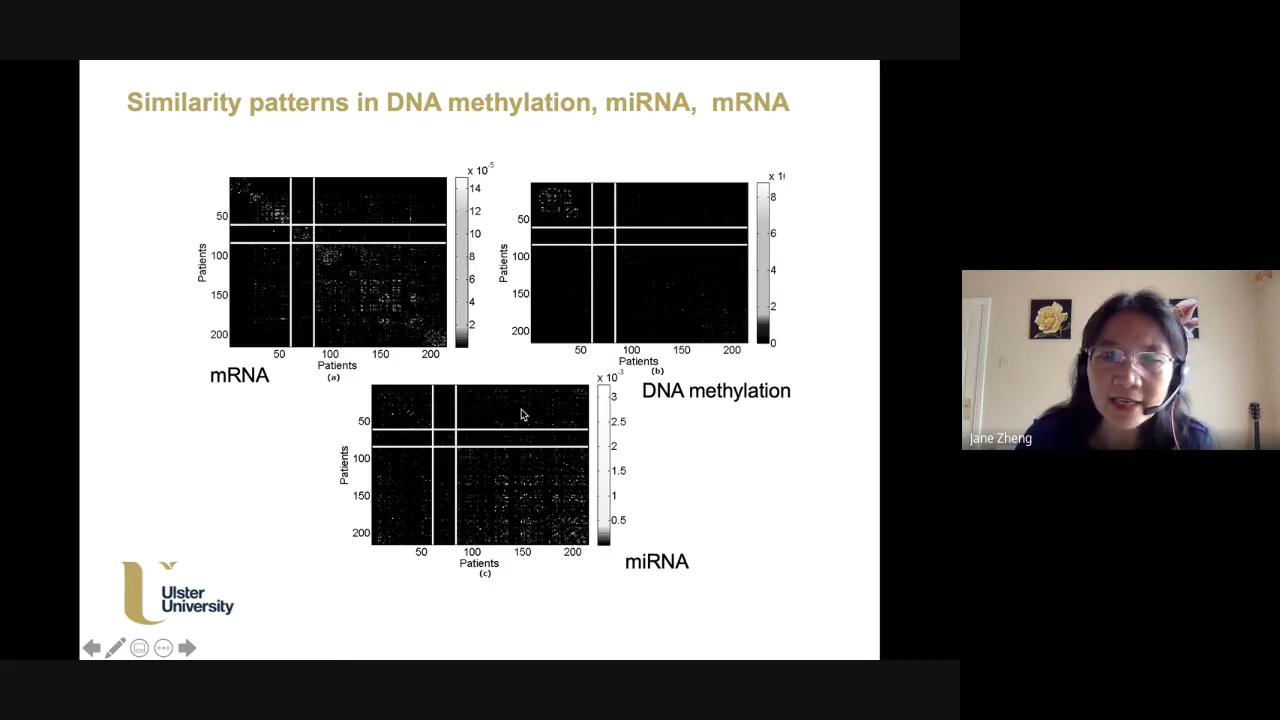 Similarity patterns in DNA methylation, miRNA, mRNA
x 10-5
14
12
10
8
6
4
2
50
100
150
200
Patients
50 100 150 200
Patients
(a)
mRNA
8
6
4
2
0
50
100
150
200
Patients
50 100 150 200
Patients
(b)
DNA methylation
x 10-3
3
2.5
2
1.5
1
0.5
50
100
150
200
Patients
50 100 150 200
Patients
(c)
miRNA
Ulster
University
Jane Zheng